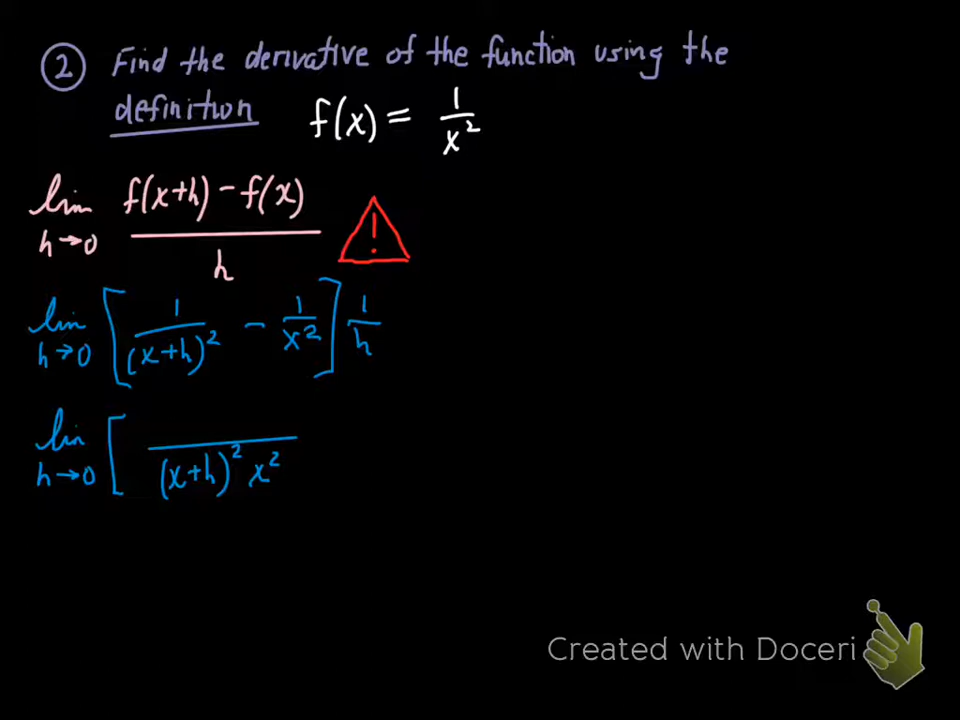 ② Find the derivative of the function using the
definition f(x) = 1/x²
lim h→0 f(x+h) - f(x) / h !
lim h→0 [ 1/(x+h)² - 1/x² ] 1/h
lim h→0 [ /(x+h)² x²
Created with Doceri